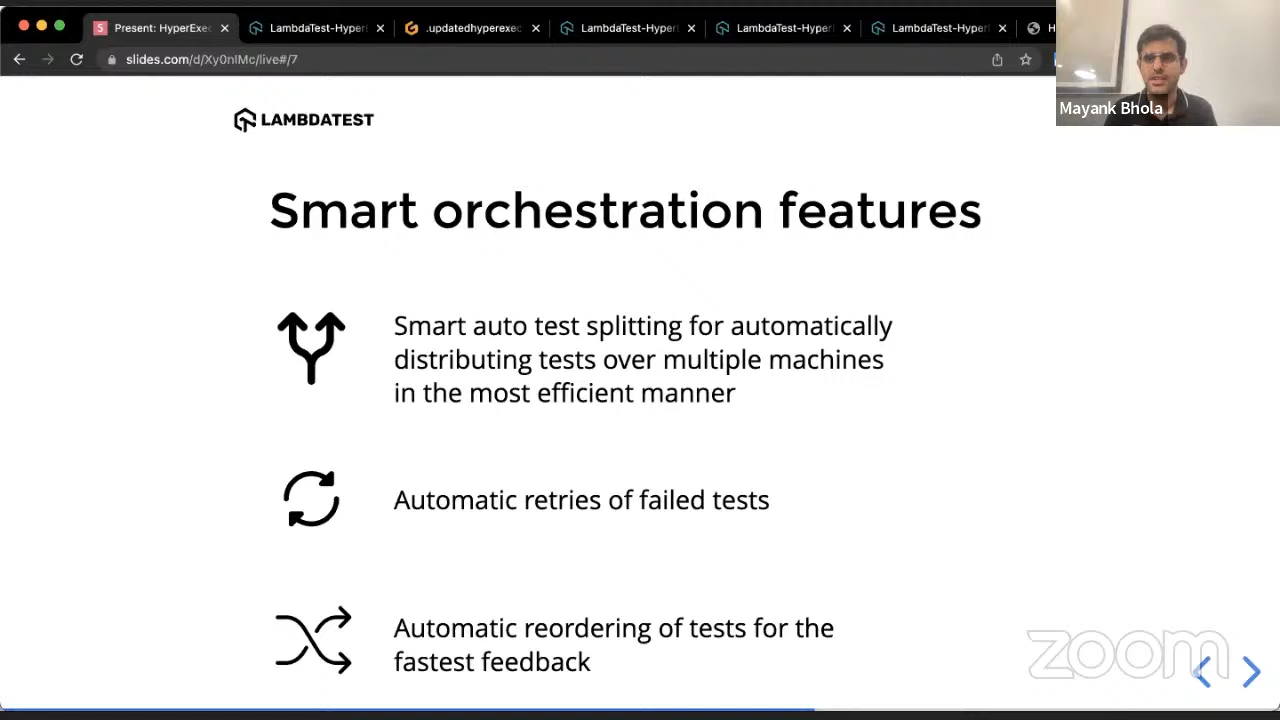 Present: HyperExec
LambdaTest-Hyper
.updatedhyperexec
LambdaTest-Hyper
LambdaTest-Hyper
LambdaTest-Hyper
H
slides.com/d/Xy0nIMc/live#/7
Mayank Bhola
LAMBDATEST
Smart orchestration features
Smart auto test splitting for automatically
distributing tests over multiple machines
in the most efficient manner
Automatic retries of failed tests
Automatic reordering of tests for the
fastest feedback
zoom